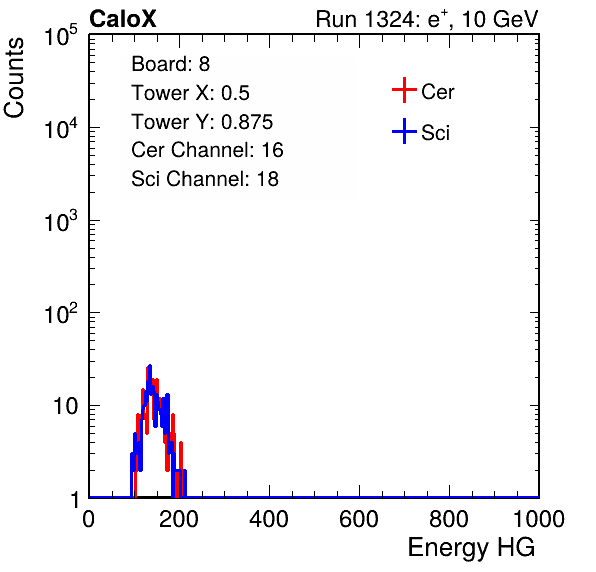 CaloX Run 1324: e⁺, 10 GeV
Counts
Board: 8
Tower X: 0.5
Tower Y: 0.875
Cer Channel: 16
Sci Channel: 18
Cer
Sci
10⁵
10⁴
10³
10²
10
1
0 200 400 600 800 1000
Energy HG